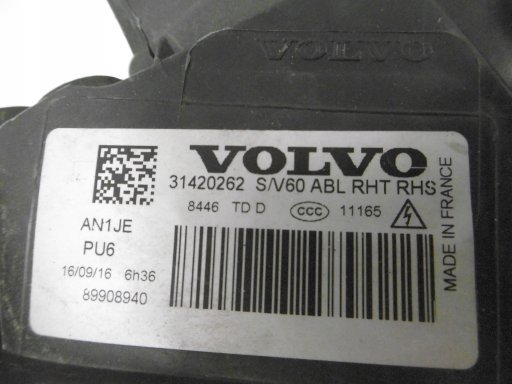 VOLVO
VOLVO
31420262 S/V60 ABL RHT RHS
8446 TD D CCC 11165
AN1JE
PU6
16/09/16 6h36
89908940
MADE IN FRANCE